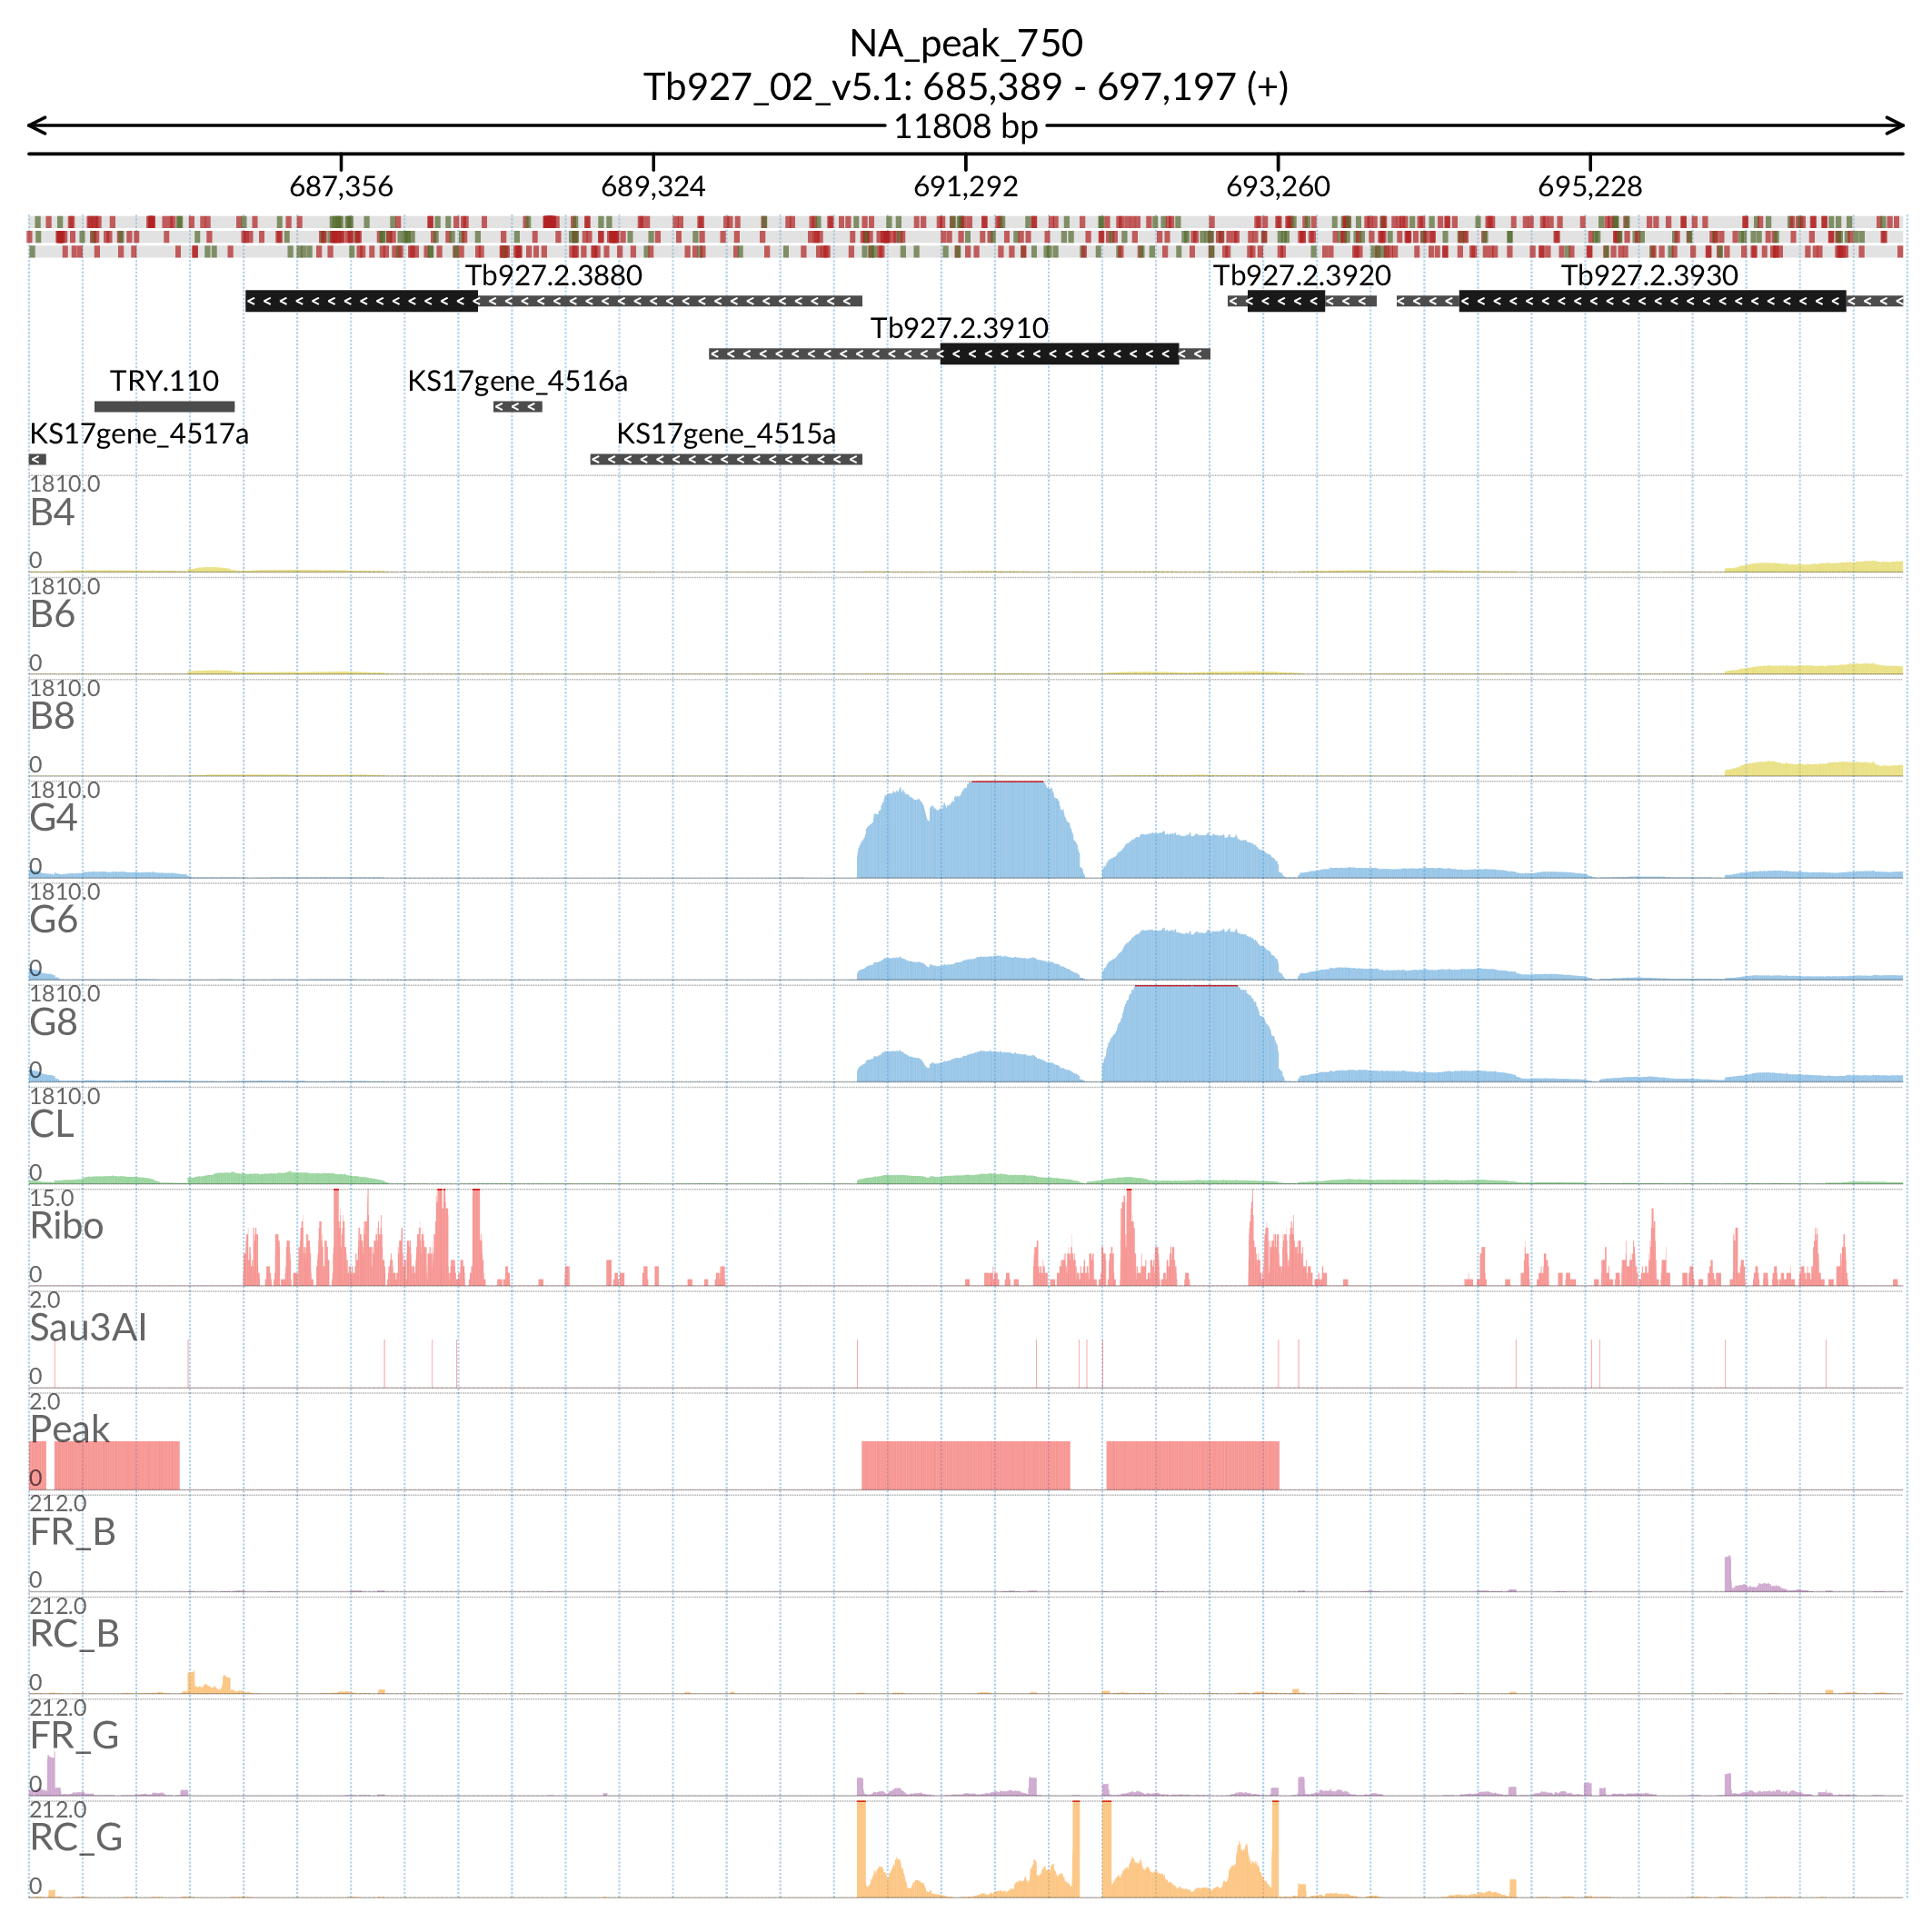 NA_peak_750
Tb927_02_v5.1: 685,389 - 697,197 (+)
11808 bp
687,356 689,324 691,292 693,260 695,228
Tb927.2.3880 Tb927.2.3920 Tb927.2.3930
Tb927.2.3910
TRY.110 KS17gene_4516a
KS17gene_4517a KS17gene_4515a
1810.0
B4
0
1810.0
B6
0
1810.0
B8
0
1810.0
G4
0
1810.0
G6
0
1810.0
G8
0
1810.0
CL
0
15.0
Ribo
0
2.0
Sau3AI
0
2.0
Peak
0
212.0
FR_B
0
212.0
RC_B
0
212.0
FR_G
0
212.0
RC_G
0